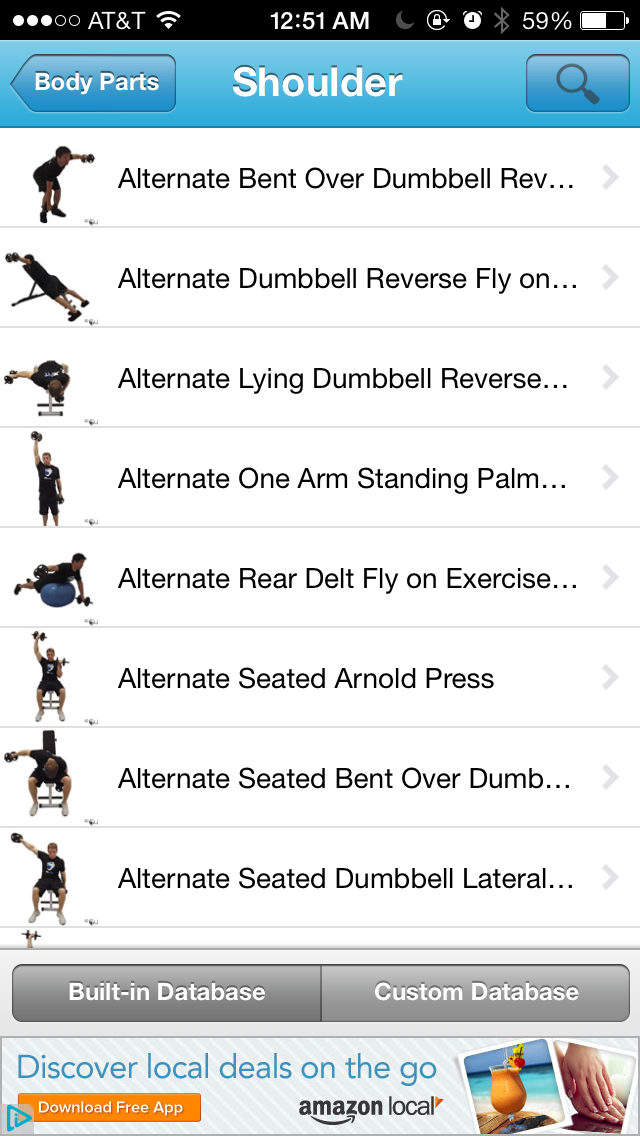 AT&T 12:51 AM 59%
Body Parts Shoulder
Alternate Bent Over Dumbbell Rev...
Alternate Dumbbell Reverse Fly on...
Alternate Lying Dumbbell Reverse...
Alternate One Arm Standing Palm...
Alternate Rear Delt Fly on Exercise...
Alternate Seated Arnold Press
Alternate Seated Bent Over Dumb...
Alternate Seated Dumbbell Lateral...
Built-in Database Custom Database
Discover local deals on the go
Download Free App amazon local